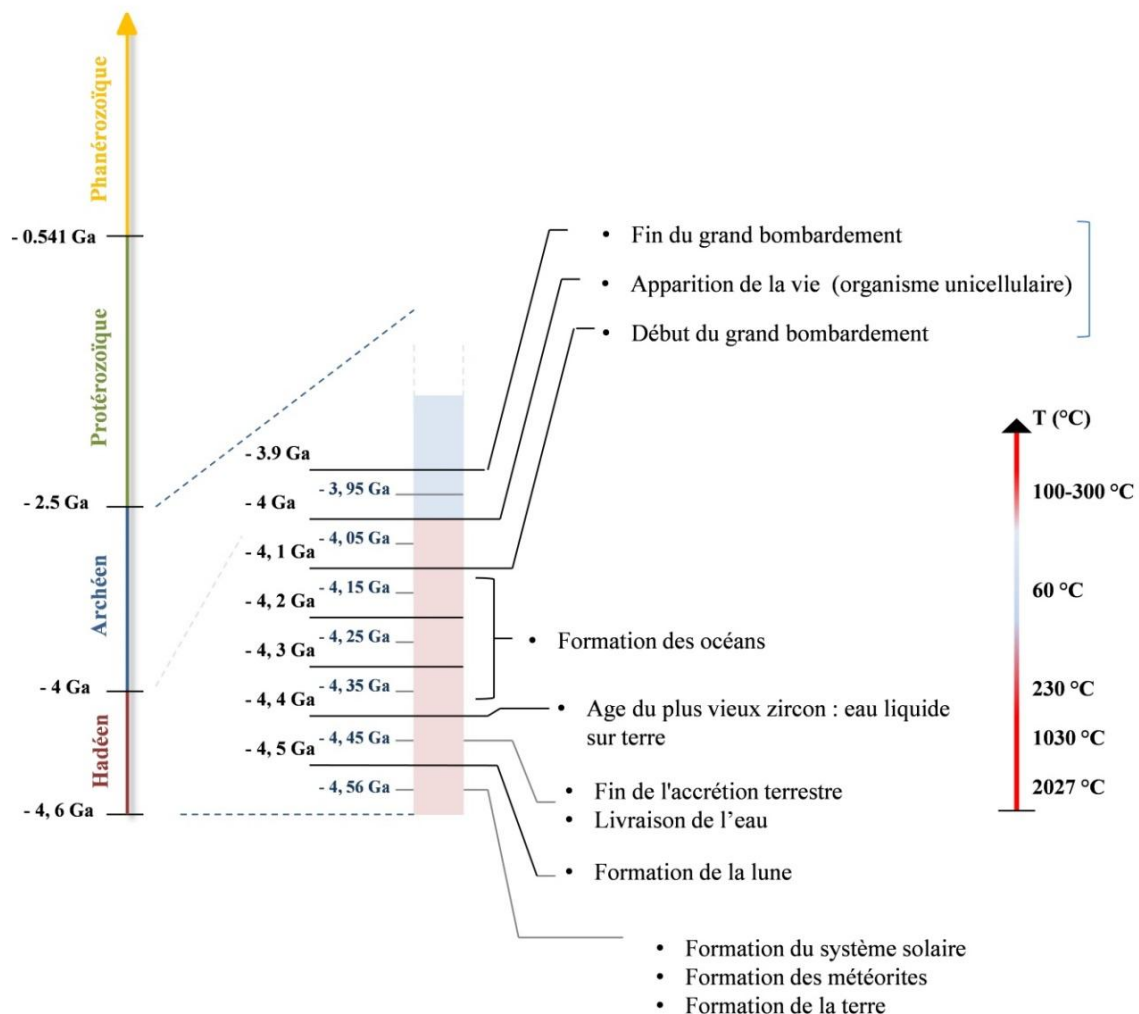 Phanérozoïque
- 0.541 Ga
Protérozoïque
- 2.5 Ga
Archéen
- 4 Ga
Hadéen
- 4, 6 Ga
- 3.9 Ga
- 3,95 Ga
- 4 Ga
- 4,05 Ga
- 4, 1 Ga
- 4,15 Ga
- 4, 2 Ga
- 4,25 Ga
- 4, 3 Ga
- 4,35 Ga
- 4, 4 Ga
- 4,45 Ga
- 4, 5 Ga
- 4,56 Ga
• Fin du grand bombardement
• Apparition de la vie (organisme unicellulaire)
• Début du grand bombardement
• Formation des océans
• Age du plus vieux zircon : eau liquide
sur terre
• Fin de l'accrétion terrestre
• Livraison de l'eau
• Formation de la lune
• Formation du système solaire
• Formation des météorites
• Formation de la terre
T (°C)
100-300 °C
60 °C
230 °C
1030 °C
2027 °C